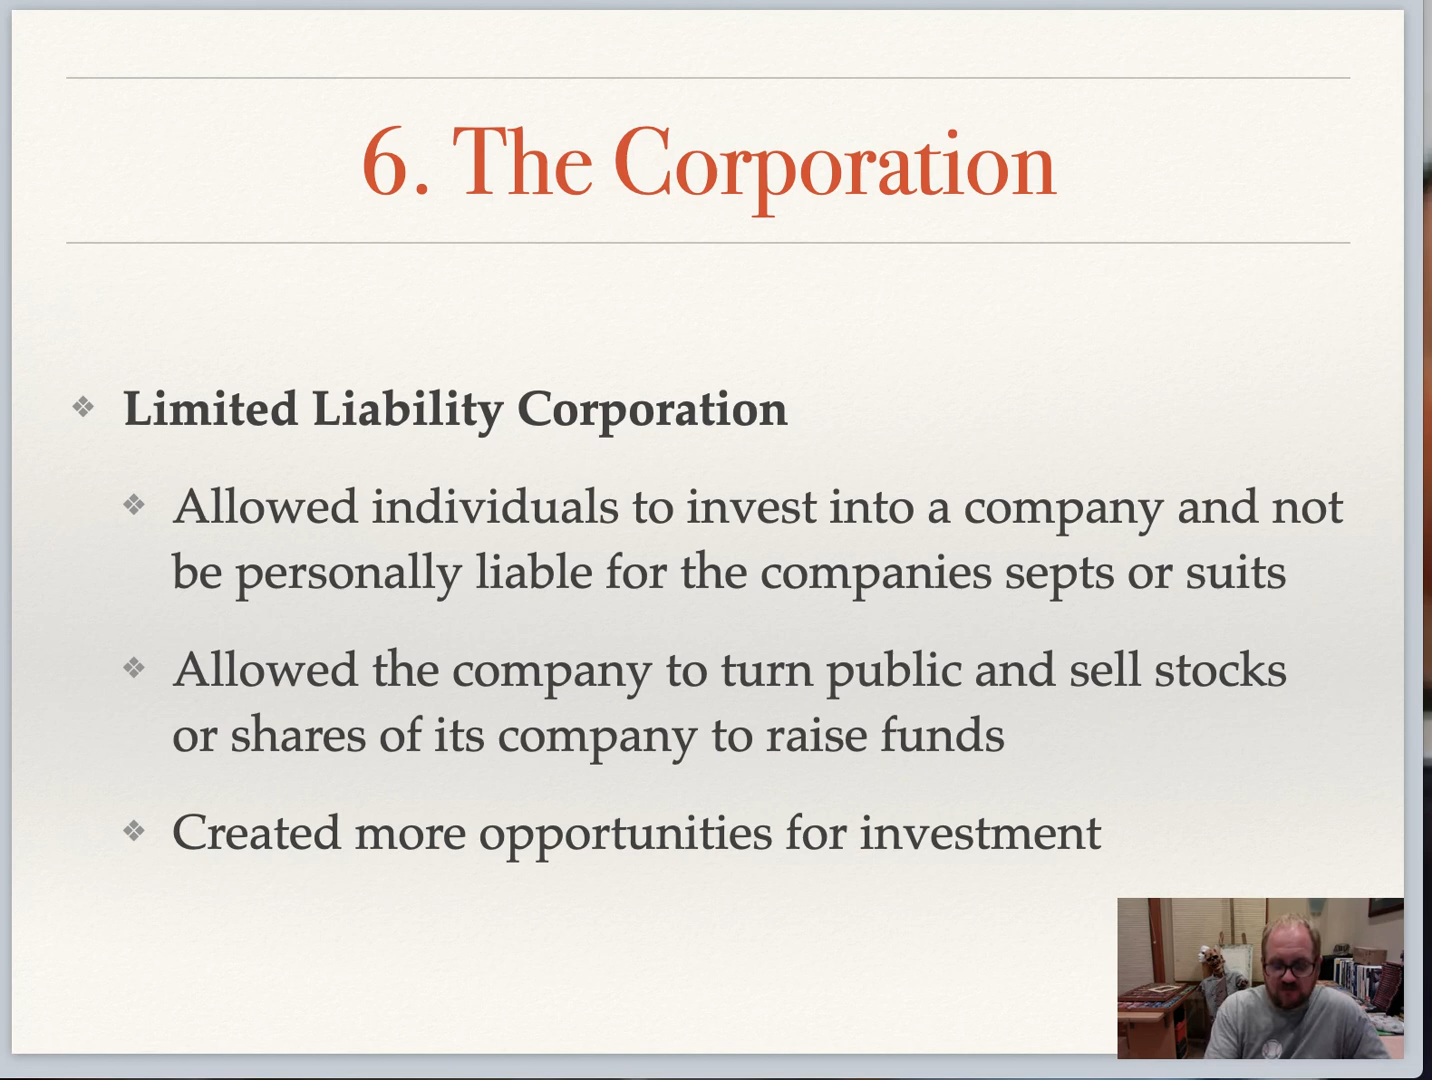 6. The Corporation
Limited Liability Corporation
Allowed individuals to invest into a company and not
be personally liable for the companies septs or suits
Allowed the company to turn public and sell stocks
or shares of its company to raise funds
Created more opportunities for investment